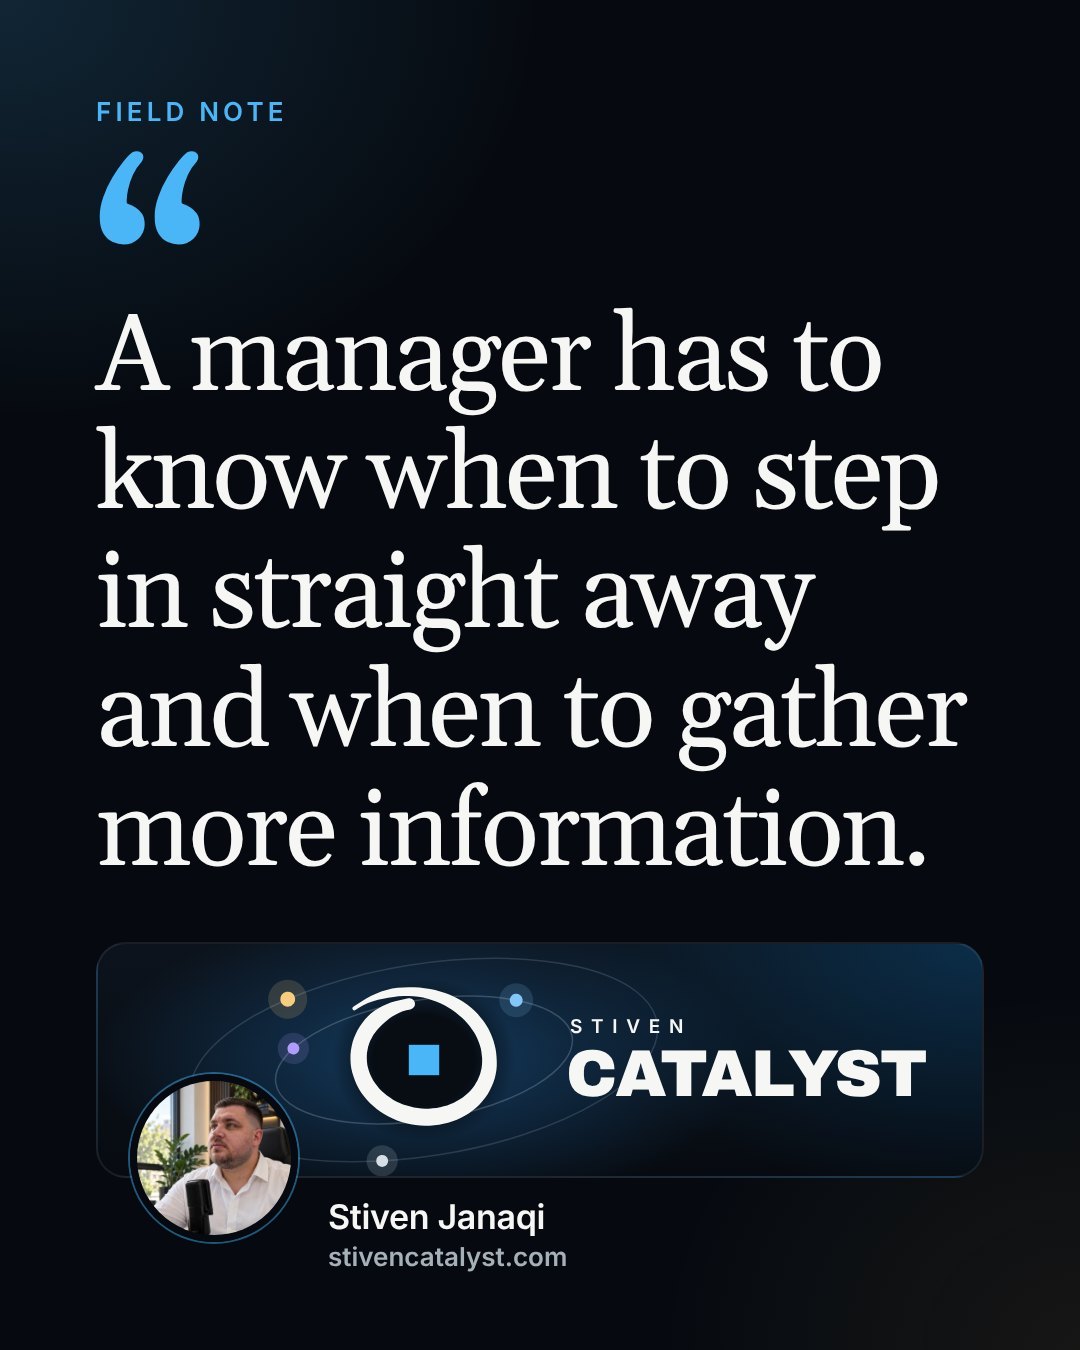 FIELD NOTE
“
A manager has to
know when to step
in straight away
and when to gather
more information.
STIVEN
CATALYST
Stiven Janaqi
stivencatalyst.com